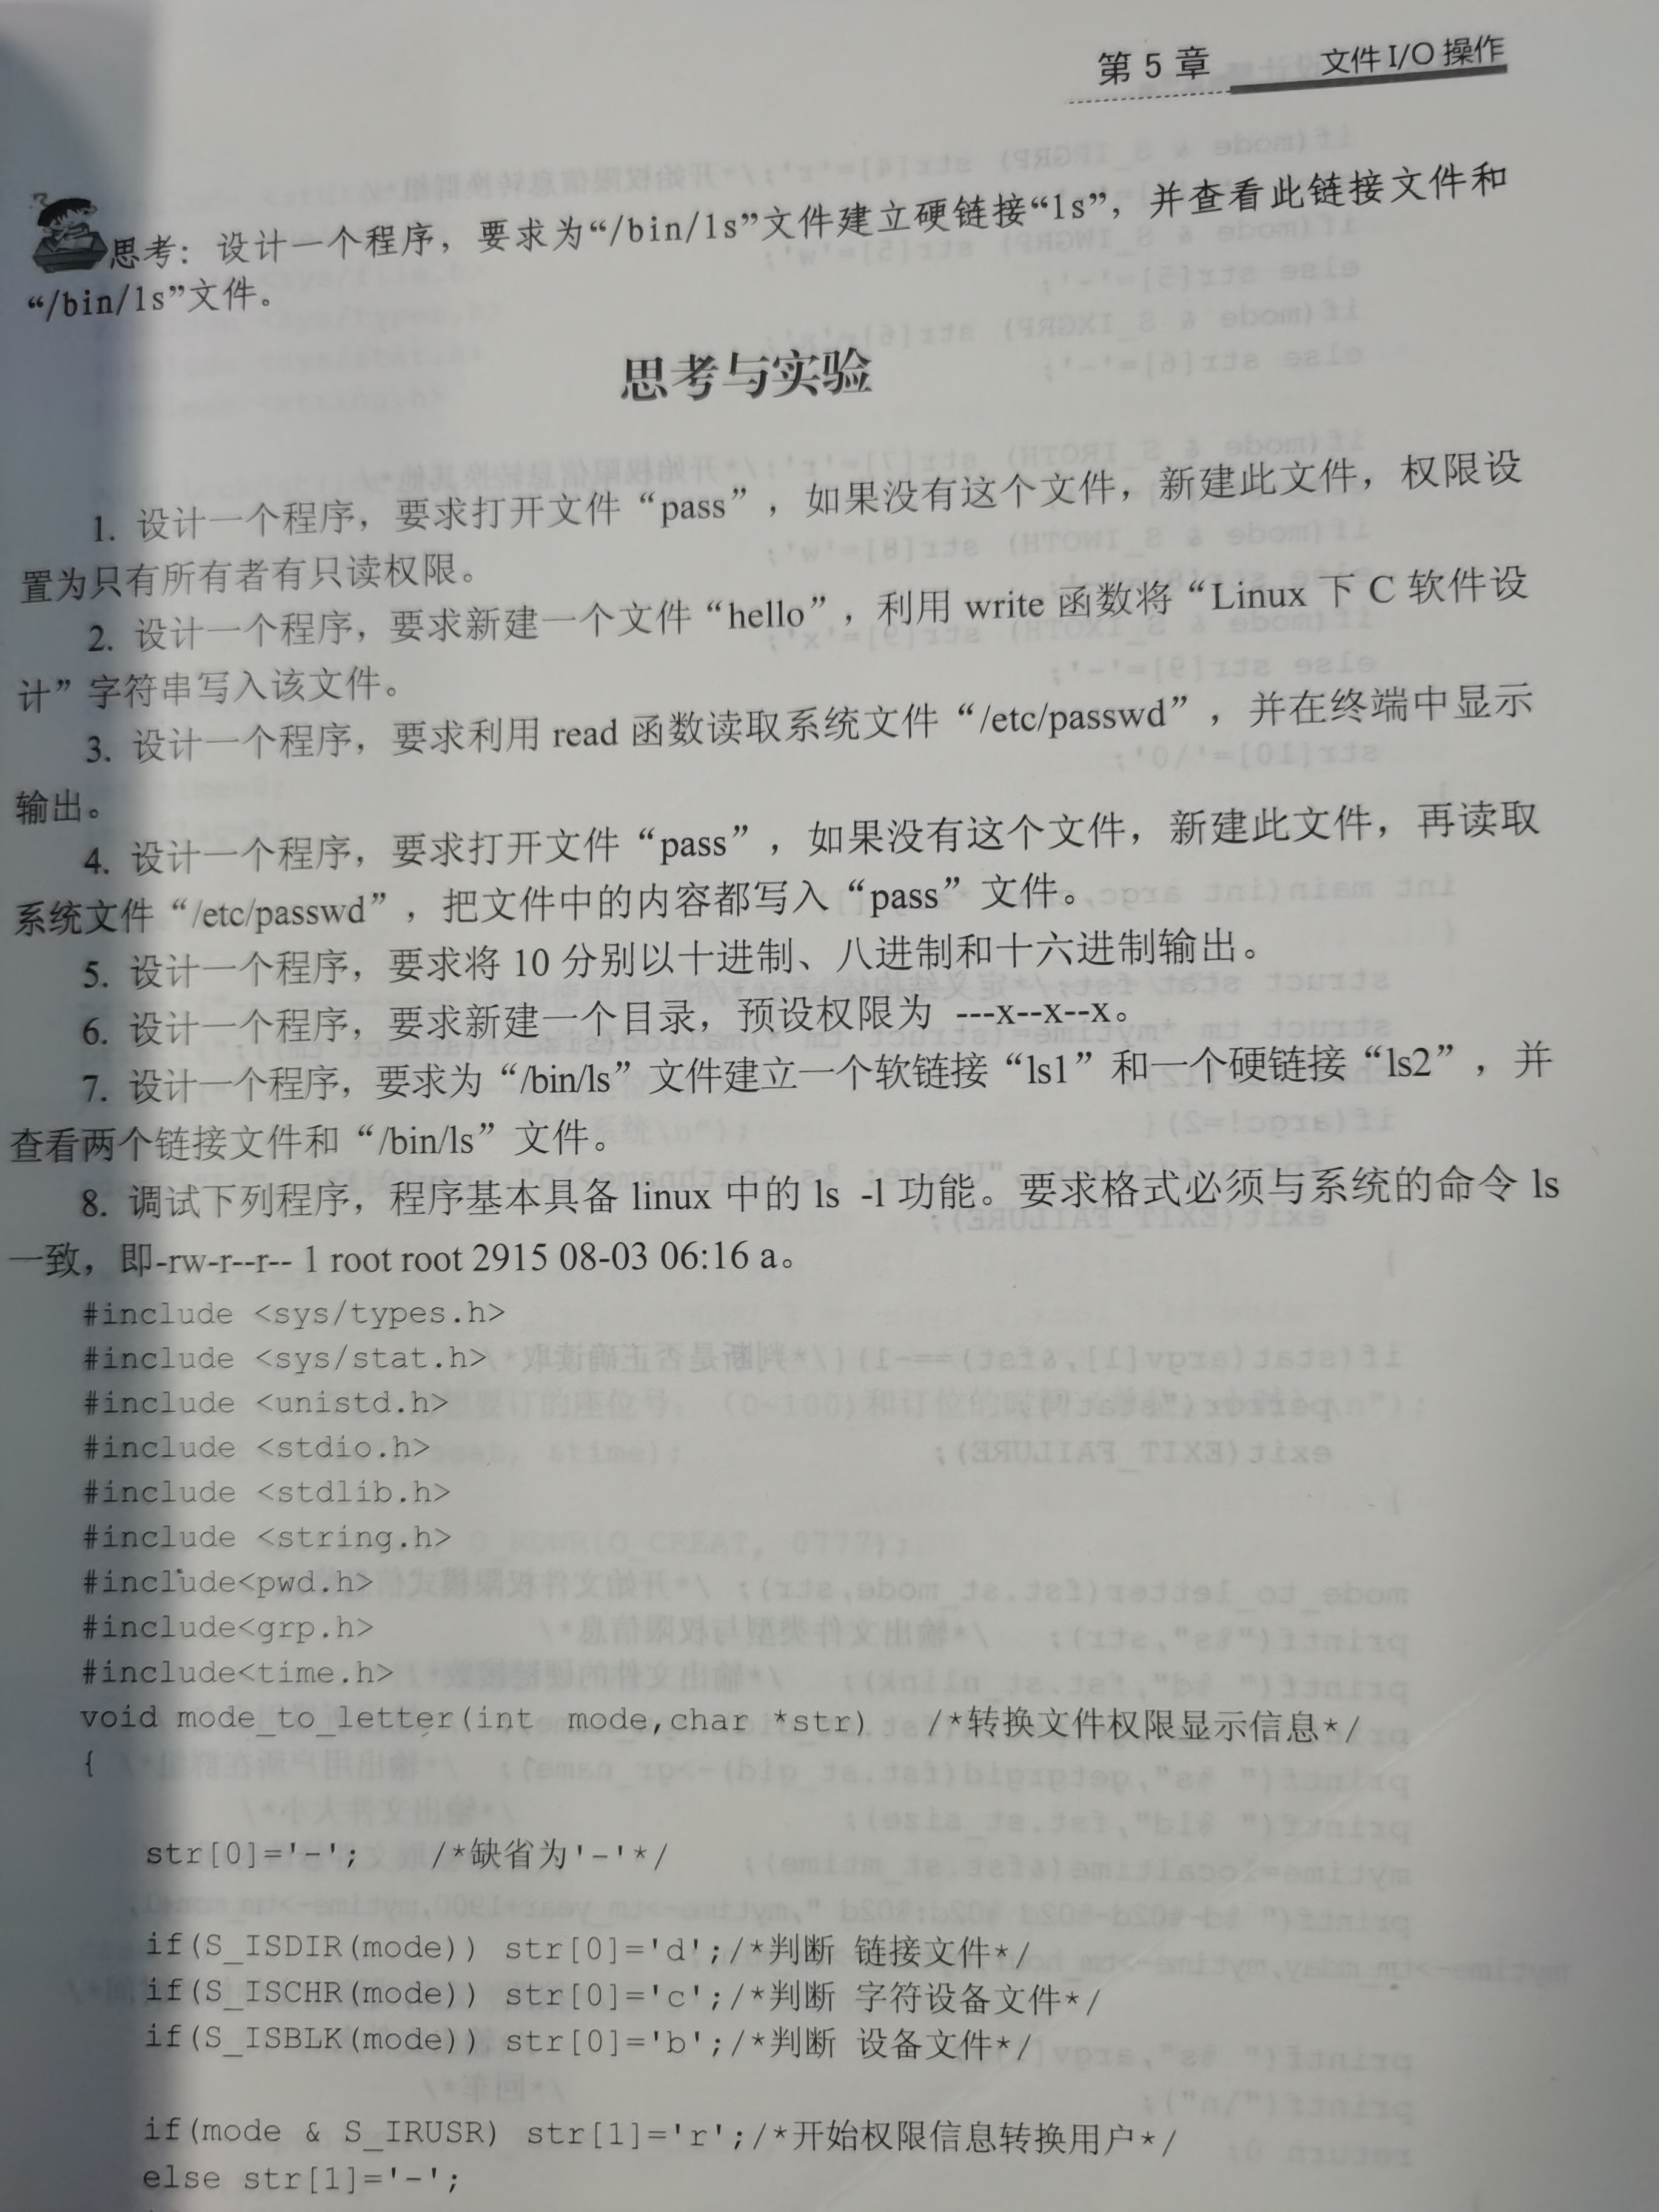 第 5 章 文件 I/O 操作
思考：设计一个程序，要求为“/bin/ls”文件建立硬链接“ls”，并查看此链接文件和
“/bin/ls”文件。
思考与实验
1. 设计一个程序，要求打开文件“pass”，如果没有这个文件，新建此文件，权限设
置为只有所有者有只读权限。
2. 设计一个程序，要求新建一个文件“hello”，利用 write 函数将“Linux 下 C 软件设
计”字符串写入该文件。
3. 设计一个程序，要求利用 read 函数读取系统文件“/etc/passwd”，并在终端中显示
输出。
4. 设计一个程序，要求打开文件“pass”，如果没有这个文件，新建此文件，再读取
系统文件“/etc/passwd”，把文件中的内容都写入“pass”文件。
5. 设计一个程序，要求将 10 分别以十进制、八进制和十六进制输出。
6. 设计一个程序，要求新建一个目录，预设权限为 ---x--x--x。
7. 设计一个程序，要求为“/bin/ls”文件建立一个软链接“ls1”和一个硬链接“ls2”，并
查看两个链接文件和“/bin/ls”文件。
8. 调试下列程序，程序基本具备 linux 中的 ls -l 功能。要求格式必须与系统的命令 ls
一致，即-rw-r--r-- 1 root root 2915 08-03 06:16 a。
#include <sys/types.h>
#include <sys/stat.h>
#include <unistd.h>
#include <stdio.h>
#include <stdlib.h>
#include <string.h>
#include<pwd.h>
#include<grp.h>
#include<time.h>
void mode_to_letter(int mode,char *str) /*转换文件权限显示信息*/
{
str[0]='-'; /*缺省为'-'*/
if(S_ISDIR(mode)) str[0]='d';/*判断 链接文件*/
if(S_ISCHR(mode)) str[0]='c';/*判断 字符设备文件*/
if(S_ISBLK(mode)) str[0]='b';/*判断 设备文件*/
if(mode & S_IRUSR) str[1]='r';/*开始权限信息转换用户*/
else str[1]='-';